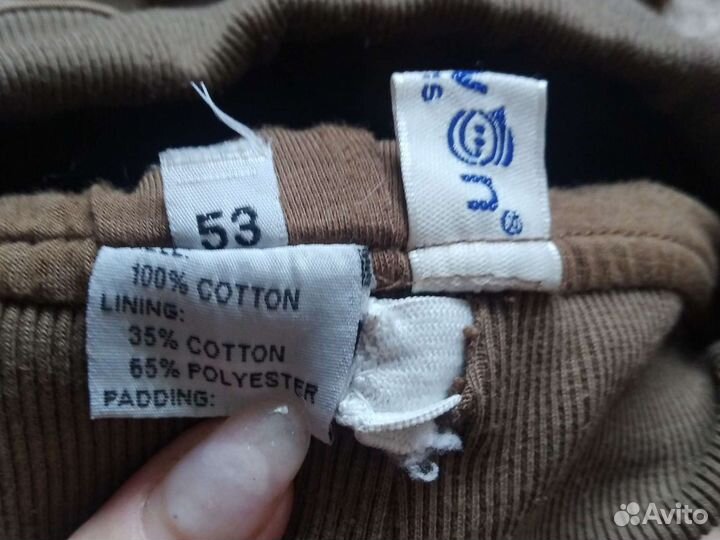 53
100% COTTON
LINING:
35% COTTON
65% POLYESTER
PADDING:
®
Avito